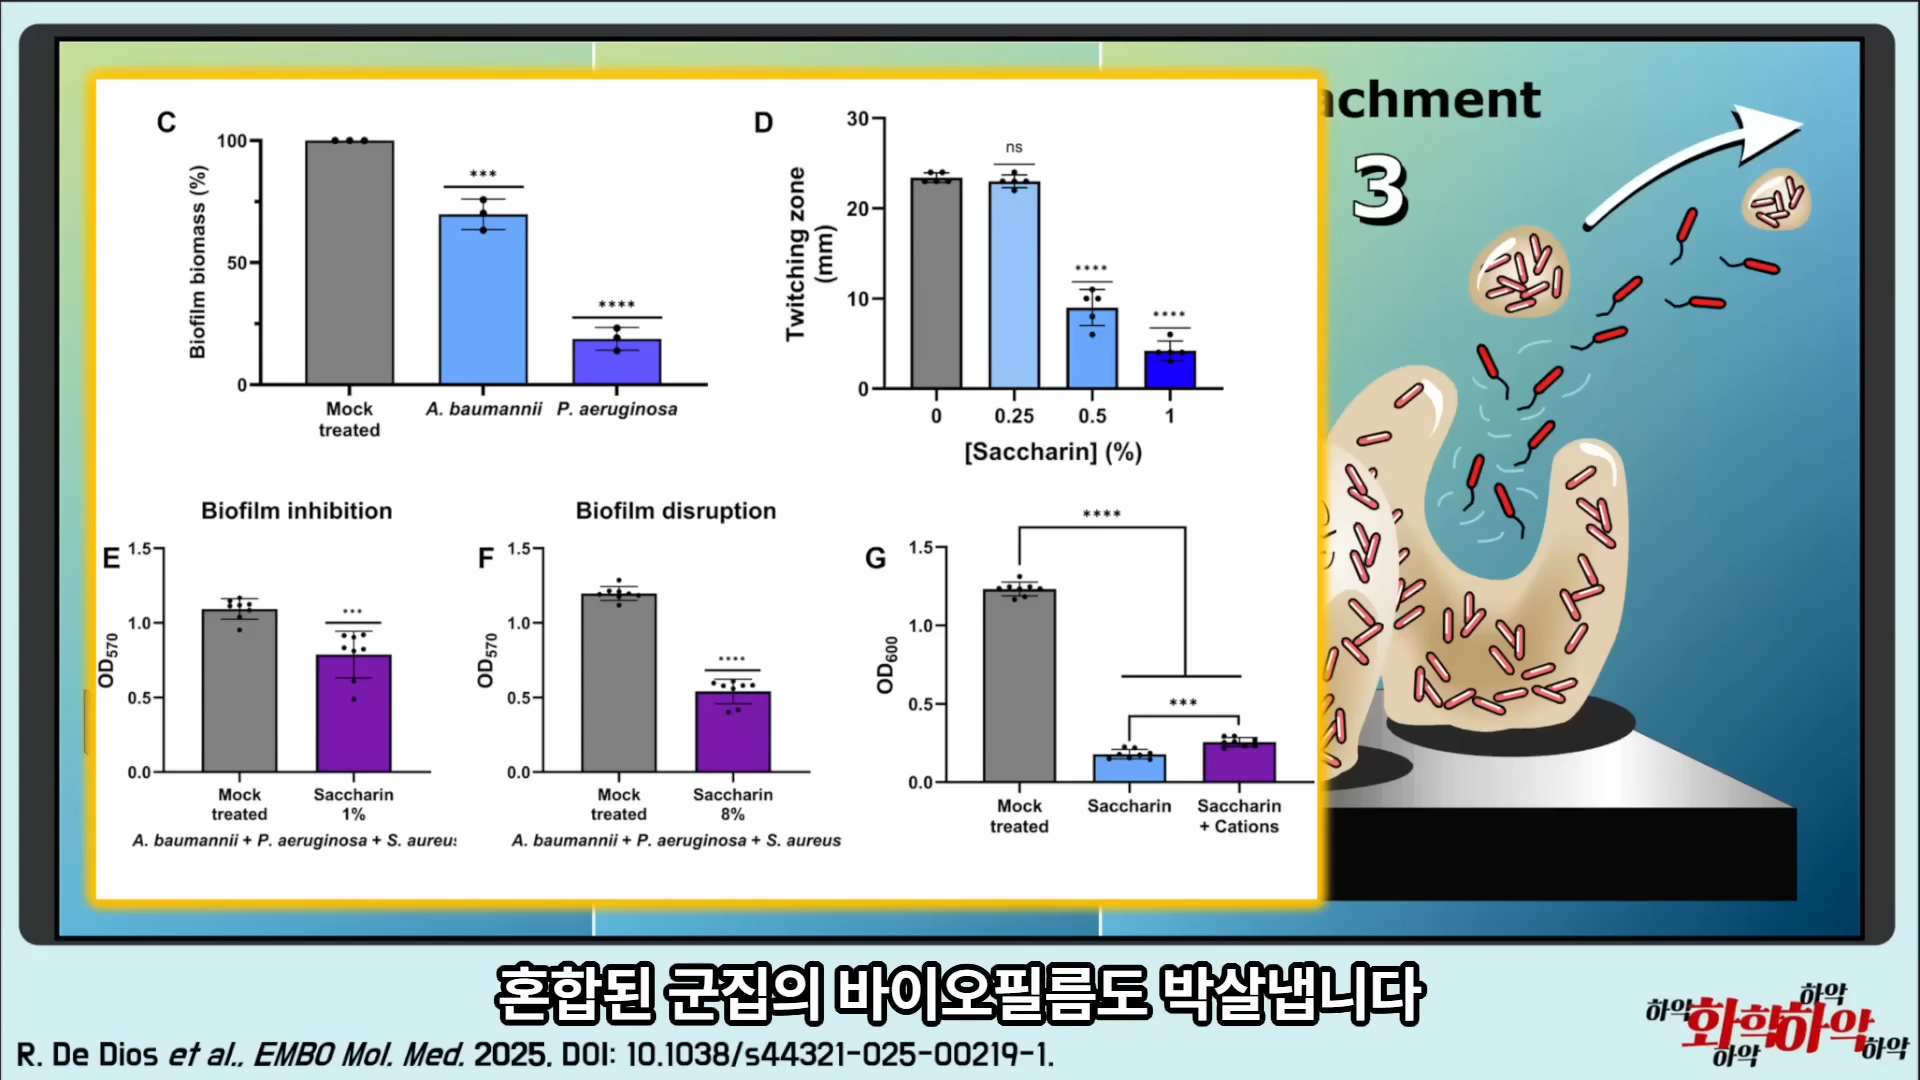 achment
3
C
Biofilm biomass (%)
100
50
0
***
****
Mock
treated
A. baumannii
P. aeruginosa
D
Twitching zone
(mm)
30
20
10
0
ns
****
****
0
0.25
0.5
1
[Saccharin] (%)
Biofilm inhibition
E
OD570
1.5
1.0
0.5
0.0
***
Mock
treated
Saccharin
1%
A. baumannii + P. aeruginosa + S. aureus
Biofilm disruption
F
OD570
1.5
1.0
0.5
0.0
****
Mock
treated
Saccharin
8%
A. baumannii + P. aeruginosa + S. aureus
G
OD600
1.5
1.0
0.5
0.0
****
***
Mock
treated
Saccharin
Saccharin
+ Cations
혼합된 군집의 바이오필름도 박살냅니다
R. De Dios et al., EMBO Mol. Med. 2025, DOI: 10.1038/s44321-025-00219-1.
하악
하악
화학하악
하악
하악